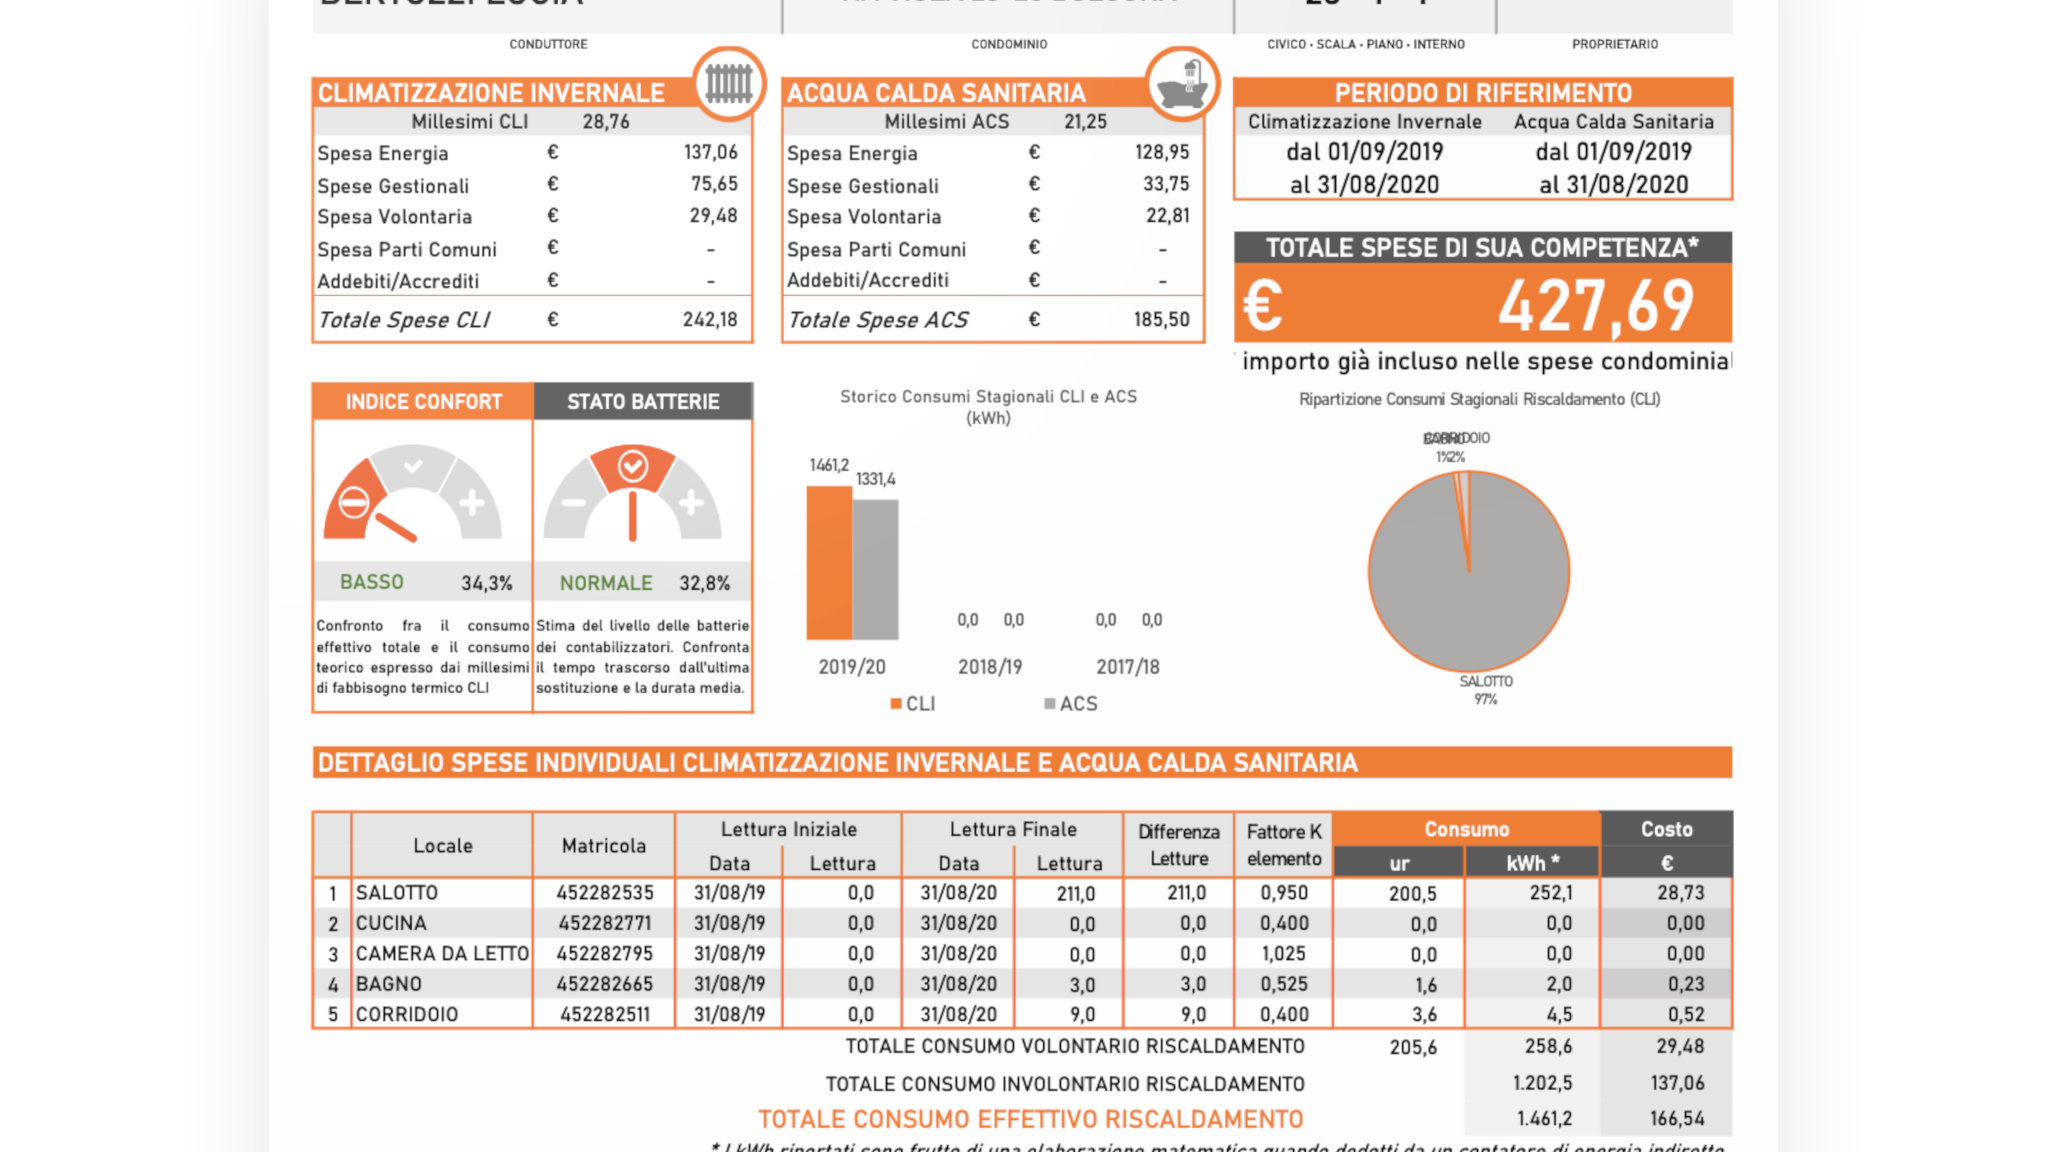 CONDUTTORE CONDOMINIO CIVICO - SCALA - PIANO - INTERNO PROPRIETARIO
CLIMATIZZAZIONE INVERNALE
Millesimi CLI 28,76
Spesa Energia € 137,06
Spese Gestionali € 75,65
Spesa Volontaria € 29,48
Spesa Parti Comuni € -
Addebiti/Accrediti € -
Totale Spese CLI € 242,18
ACQUA CALDA SANITARIA
Millesimi ACS 21,25
Spesa Energia € 128,95
Spese Gestionali € 33,75
Spesa Volontaria € 22,81
Spesa Parti Comuni € -
Addebiti/Accrediti € -
Totale Spese ACS € 185,50
PERIODO DI RIFERIMENTO
Climatizzazione Invernale Acqua Calda Sanitaria
dal 01/09/2019 dal 01/09/2019
al 31/08/2020 al 31/08/2020
TOTALE SPESE DI SUA COMPETENZA*
€ 427,69
importo già incluso nelle spese condominial
INDICE CONFORT
BASSO 34,3%
Confronto fra il consumo
effettivo totale e il consumo
teorico espresso dai millesimi
di fabbisogno termico CLI
STATO BATTERIE
NORMALE 32,8%
Stima del livello delle batterie
dei contabilizzatori. Confronta
il tempo trascorso dall'ultima
sostituzione e la durata media.
Storico Consumi Stagionali CLI e ACS
(kWh)
1461,2
1331,4
0,0 0,0 0,0 0,0
2019/20 2018/19 2017/18
CLI ACS
Ripartizione Consumi Stagionali Riscaldamento (CLI)
CORRIDOIO
1% 2%
SALOTTO
97%
DETTAGLIO SPESE INDIVIDUALI CLIMATIZZAZIONE INVERNALE E ACQUA CALDA SANITARIA
Locale Matricola Lettura Iniziale Lettura Finale Differenza Letture Fattore K elemento Consumo Costo
Data Lettura Data Lettura ur kWh * €
1 SALOTTO 452282535 31/08/19 0,0 31/08/20 211,0 211,0 0,950 200,5 252,1 28,73
2 CUCINA 452282771 31/08/19 0,0 31/08/20 0,0 0,0 0,400 0,0 0,0 0,00
3 CAMERA DA LETTO 452282795 31/08/19 0,0 31/08/20 0,0 0,0 1,025 0,0 0,0 0,00
4 BAGNO 452282665 31/08/19 0,0 31/08/20 3,0 3,0 0,525 1,6 2,0 0,23
5 CORRIDOIO 452282511 31/08/19 0,0 31/08/20 9,0 9,0 0,400 3,6 4,5 0,52
TOTALE CONSUMO VOLONTARIO RISCALDAMENTO 205,6 258,6 29,48
TOTALE CONSUMO INVOLONTARIO RISCALDAMENTO 1.202,5 137,06
TOTALE CONSUMO EFFETTIVO RISCALDAMENTO 1.461,2 166,54
* I kWh riportati sono frutto di una elaborazione matematica quando dedotti da un contatore di energia indiretto